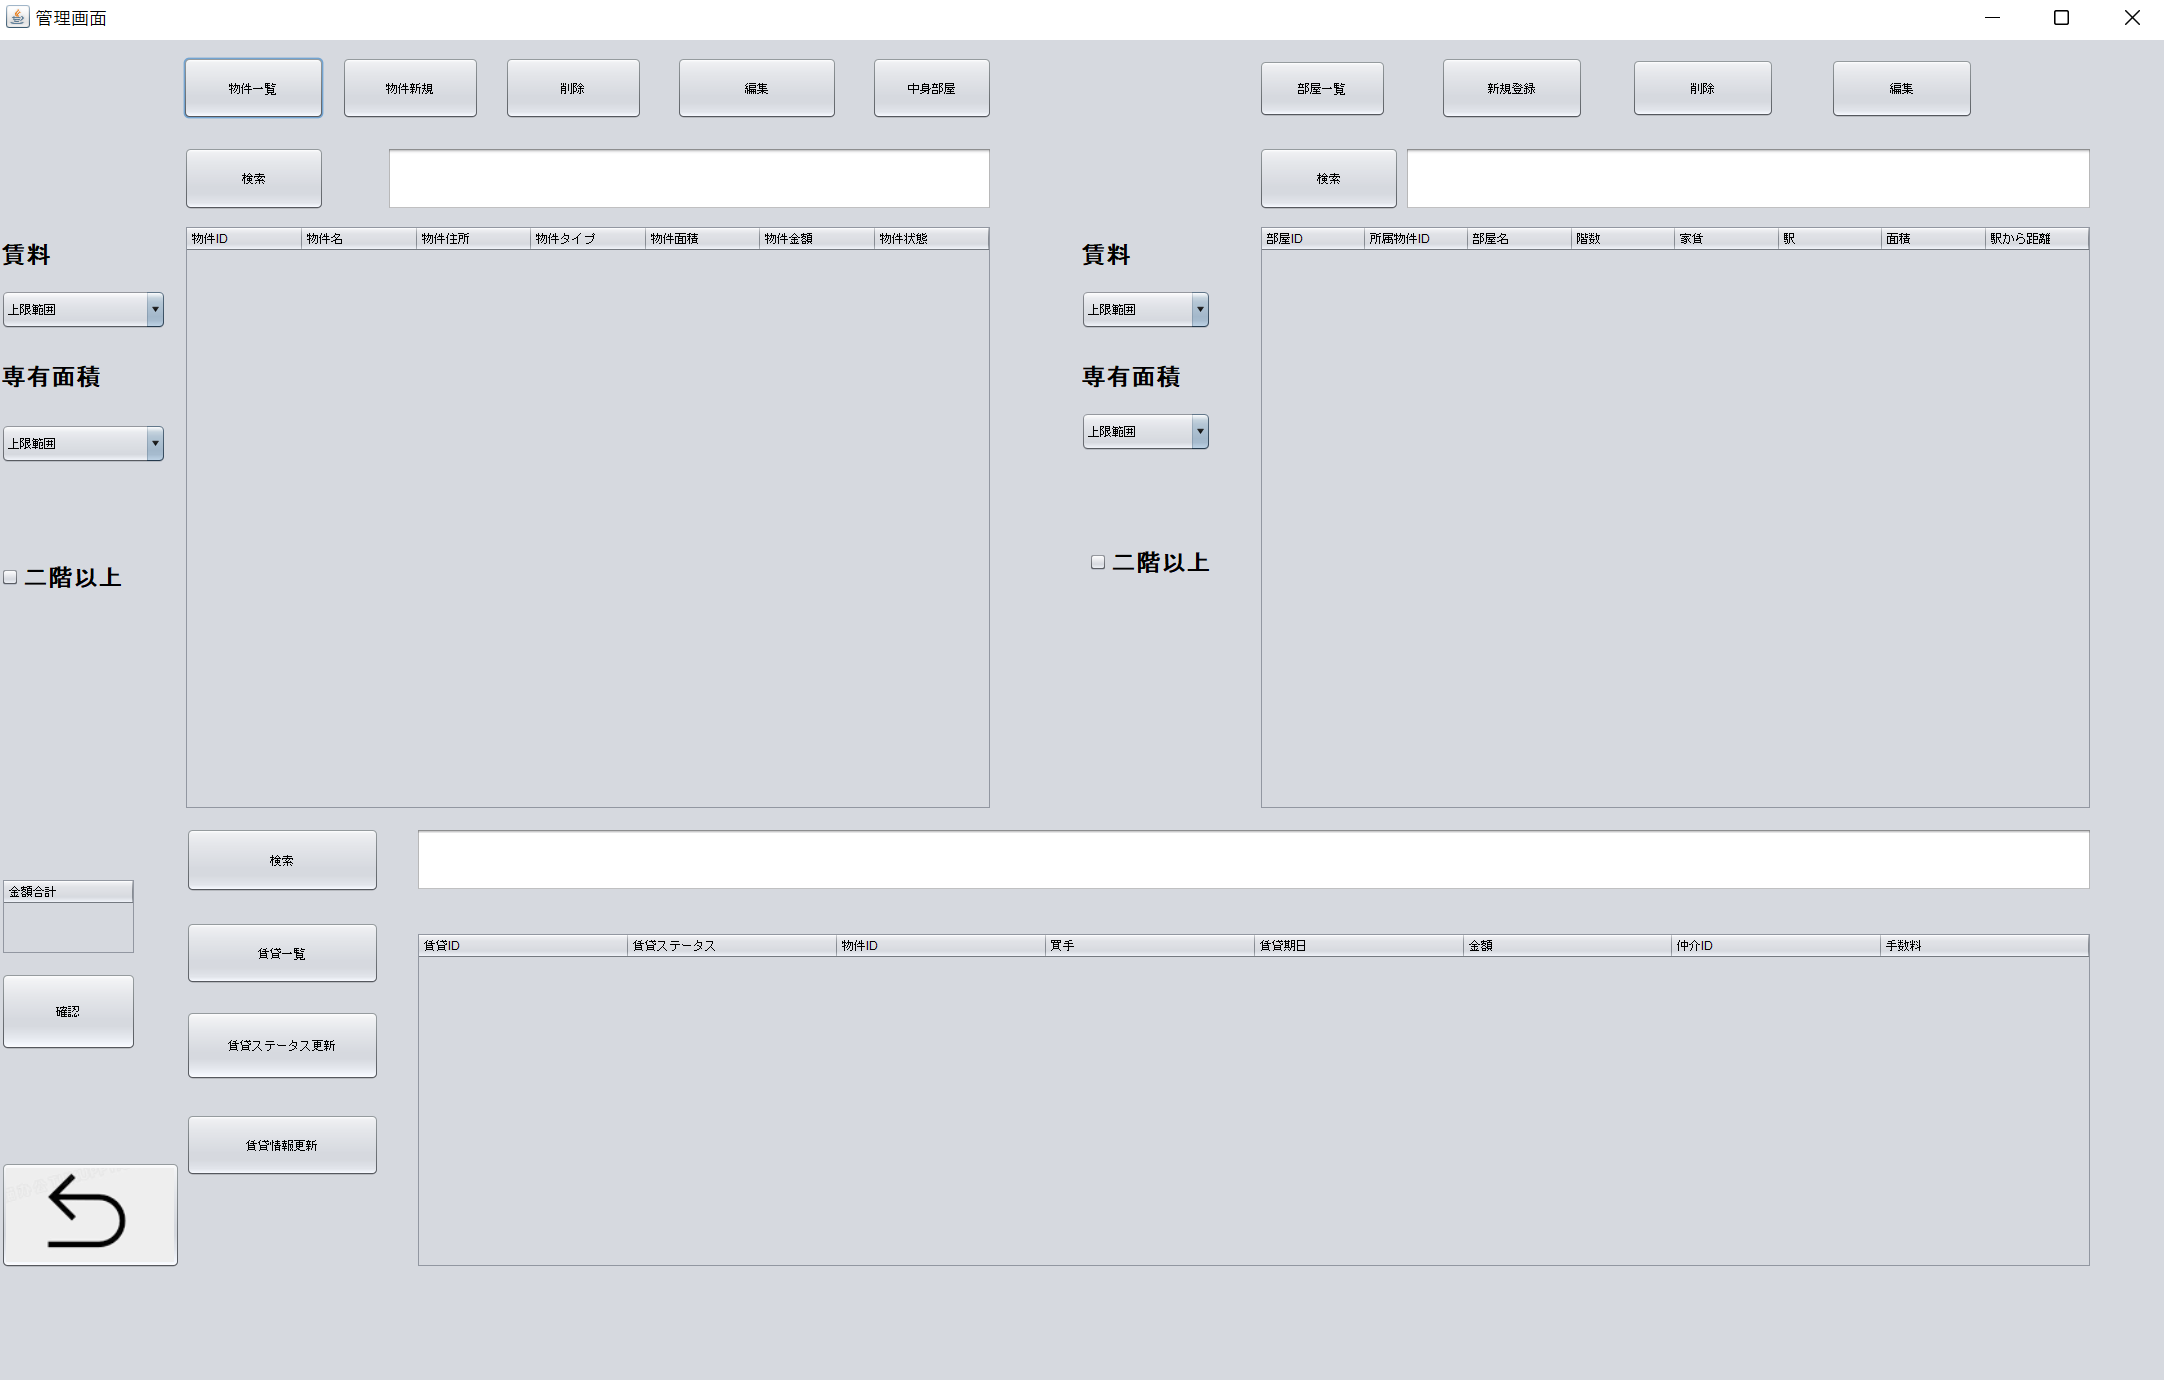 管理画面
物件一覧 物件新規 削除 編集 中身部屋 部屋一覧 新規登録 削除 編集
検索 検索
物件ID 物件名 物件住所 物件タイプ 物件面積 物件金額 物件状態
部屋ID 所属物件ID 部屋名 階数 家賃 駅 面積 駅から距離
賃料 賃料
上限範囲 上限範囲
専有面積 専有面積
上限範囲 上限範囲
二階以上 二階以上
検索
金額合計
賃貸一覧
賃貸ID 賃貸ステータス 物件ID 買手 賃貸期日 金額 仲介ID 手数料
確認
賃貸ステータス更新
賃貸情報更新